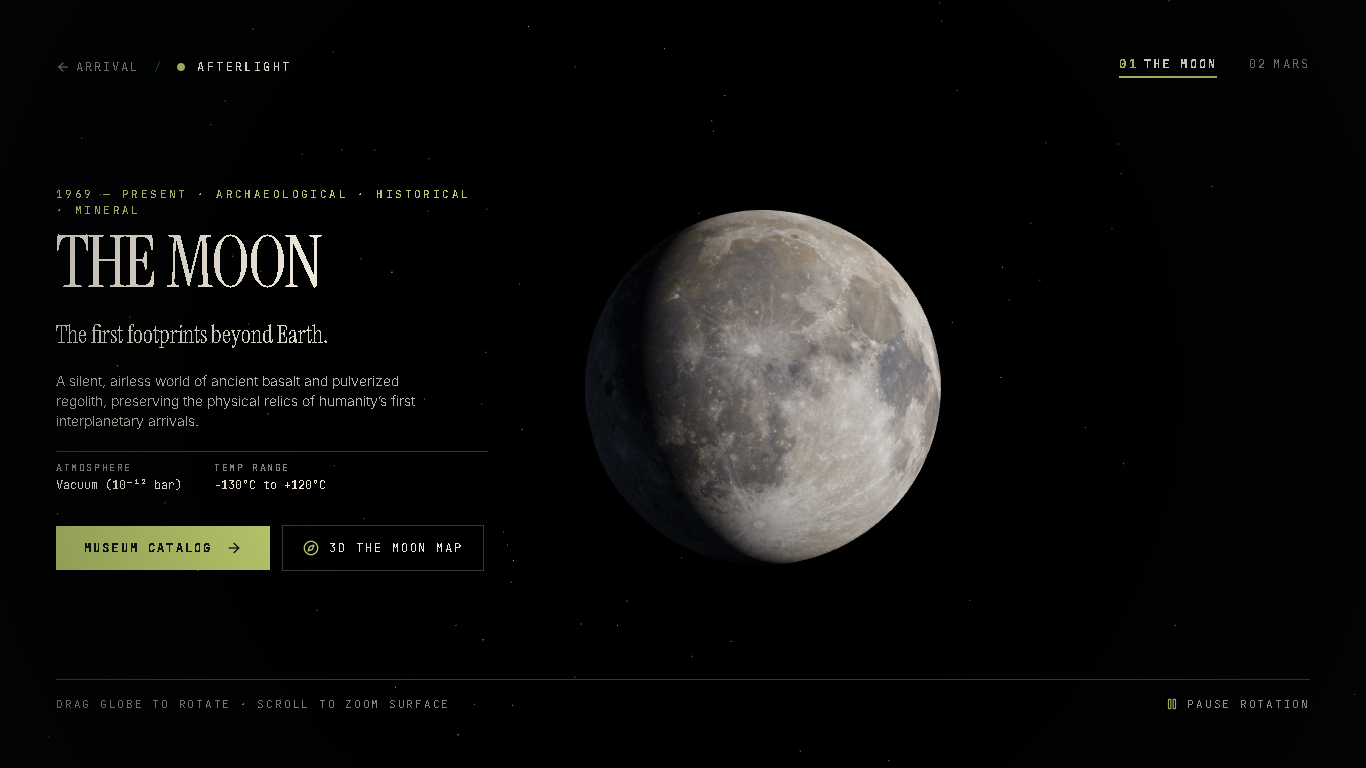 ← ARRIVAL / AFTERLIGHT
01 THE MOON 02 MARS
1969 — PRESENT · ARCHAEOLOGICAL · HISTORICAL
· MINERAL
THE MOON
The first footprints beyond Earth.
A silent, airless world of ancient basalt and pulverized
regolith, preserving the physical relics of humanity's first
interplanetary arrivals.
ATMOSPHERE TEMP RANGE
Vacuum (10⁻¹² bar) -130°C to +120°C
MUSEUM CATALOG → 3D THE MOON MAP
DRAG GLOBE TO ROTATE · SCROLL TO ZOOM SURFACE
PAUSE ROTATION